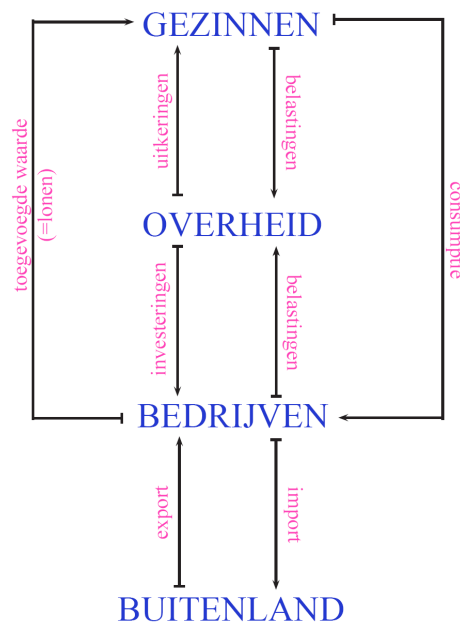 GEZINNEN
uitkeringen
belastingen
toegevoegde waarde
(=lonen)
consumptie
OVERHEID
investeringen
belastingen
BEDRIJVEN
export
import
BUITENLAND